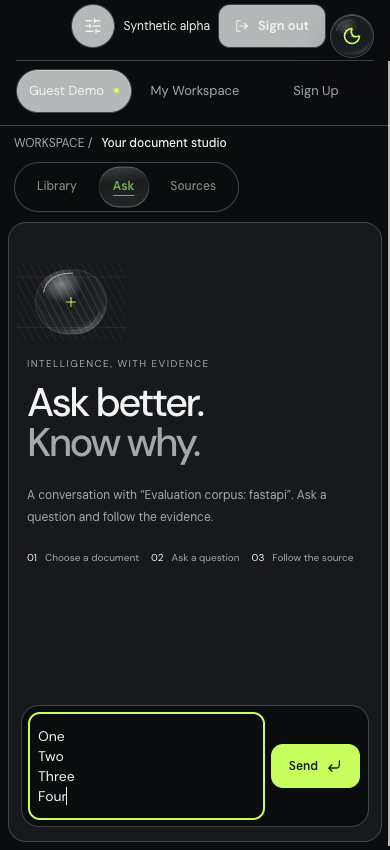 Synthetic alpha
Sign out
Guest Demo
My Workspace
Sign Up
WORKSPACE / Your document studio
Library
Ask
Sources
INTELLIGENCE, WITH EVIDENCE
Ask better.
Know why.
A conversation with “Evaluation corpus: fastapi”. Ask a
question and follow the evidence.
01 Choose a document 02 Ask a question 03 Follow the source
One
Two
Three
Four
Send